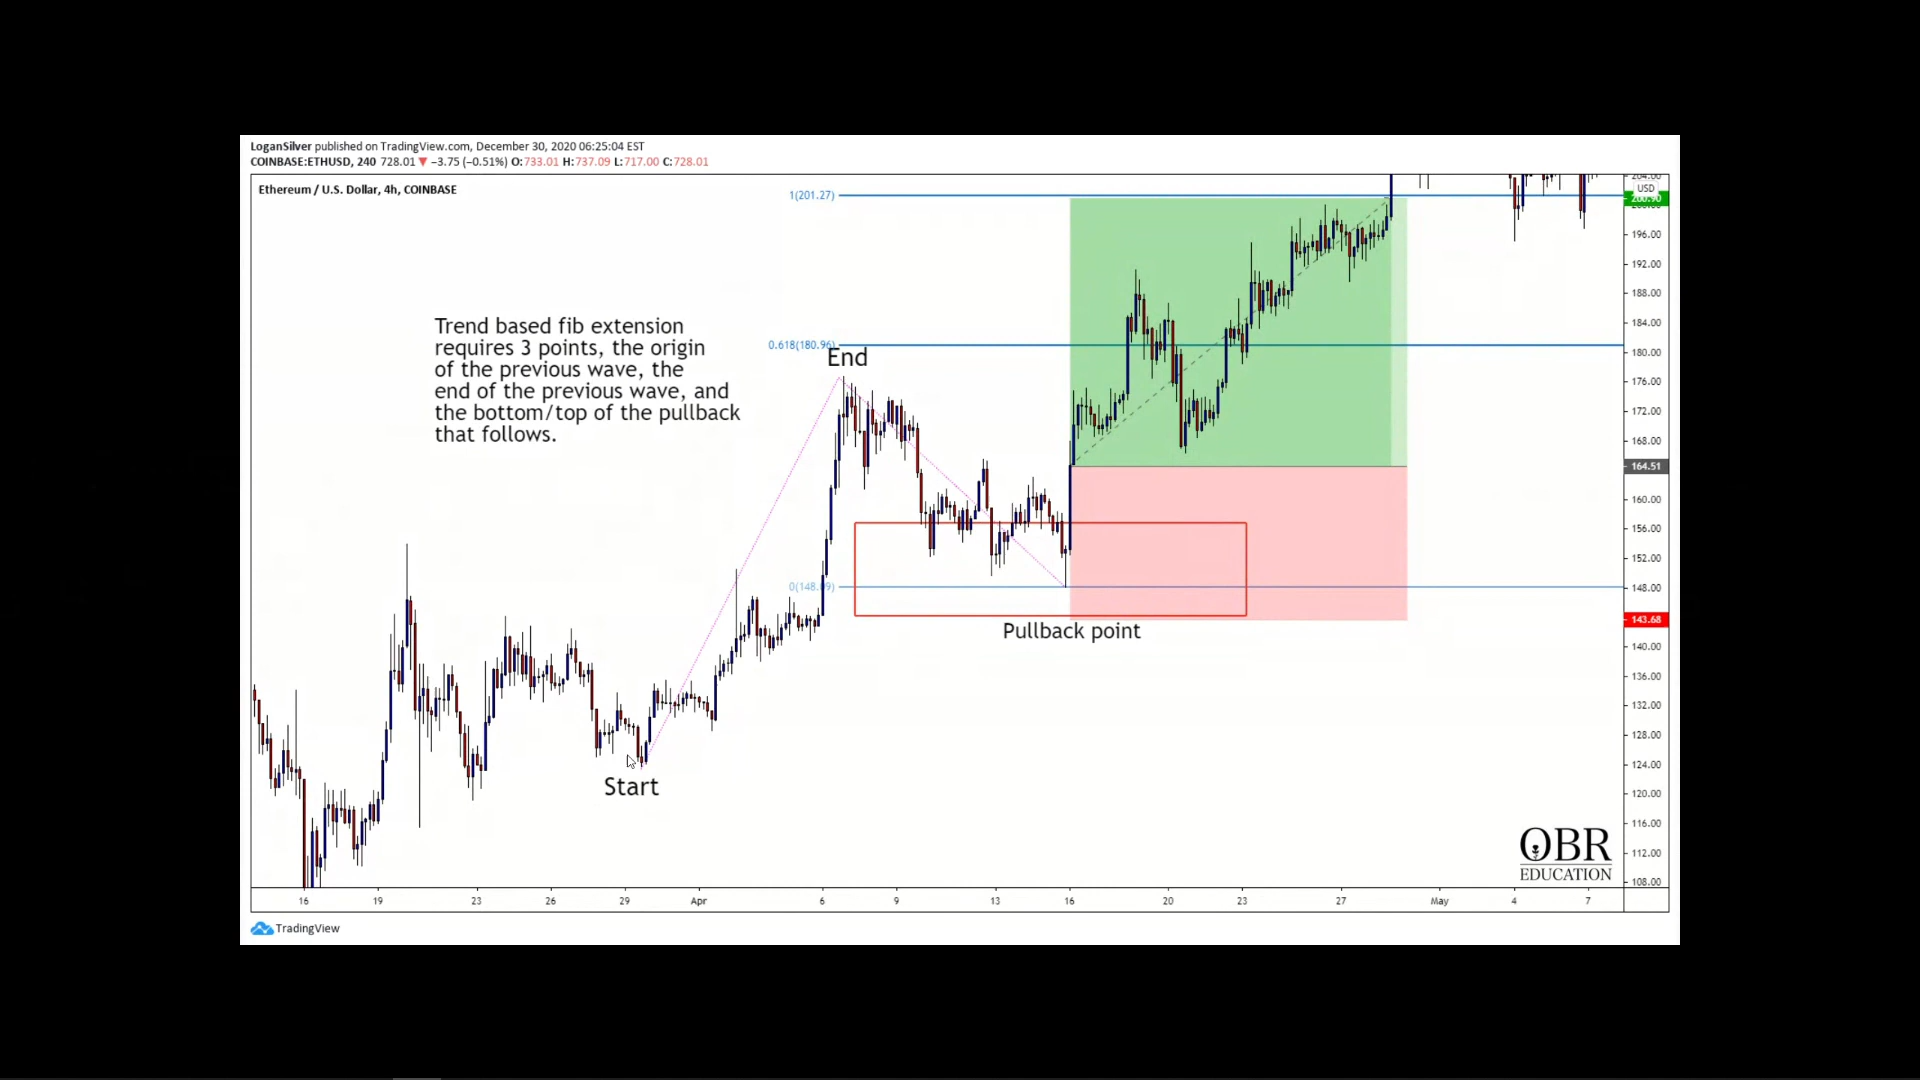 LoganSilver published on TradingView.com, December 30, 2020 06:25:04 EST
COINBASE:ETHUSD, 240 728.01 ▼ −3.75 (−0.51%) O:733.01 H:737.09 L:717.00 C:728.01
Ethereum / U.S. Dollar, 4h, COINBASE
1(201.27)
204.00
USD
200.90
196.00
192.00
188.00
184.00
180.00
176.00
172.00
168.00
164.51
160.00
156.00
152.00
148.00
143.68
140.00
136.00
132.00
128.00
124.00
120.00
116.00
112.00
108.00
Trend based fib extension
requires 3 points, the origin
of the previous wave, the
end of the previous wave, and
the bottom/top of the pullback
that follows.
0.618(180.96)
End
Pullback point
Start
OBR
EDUCATION
16 19 23 26 29 Apr 6 9 13 16 20 23 27 May 4 7
TradingView